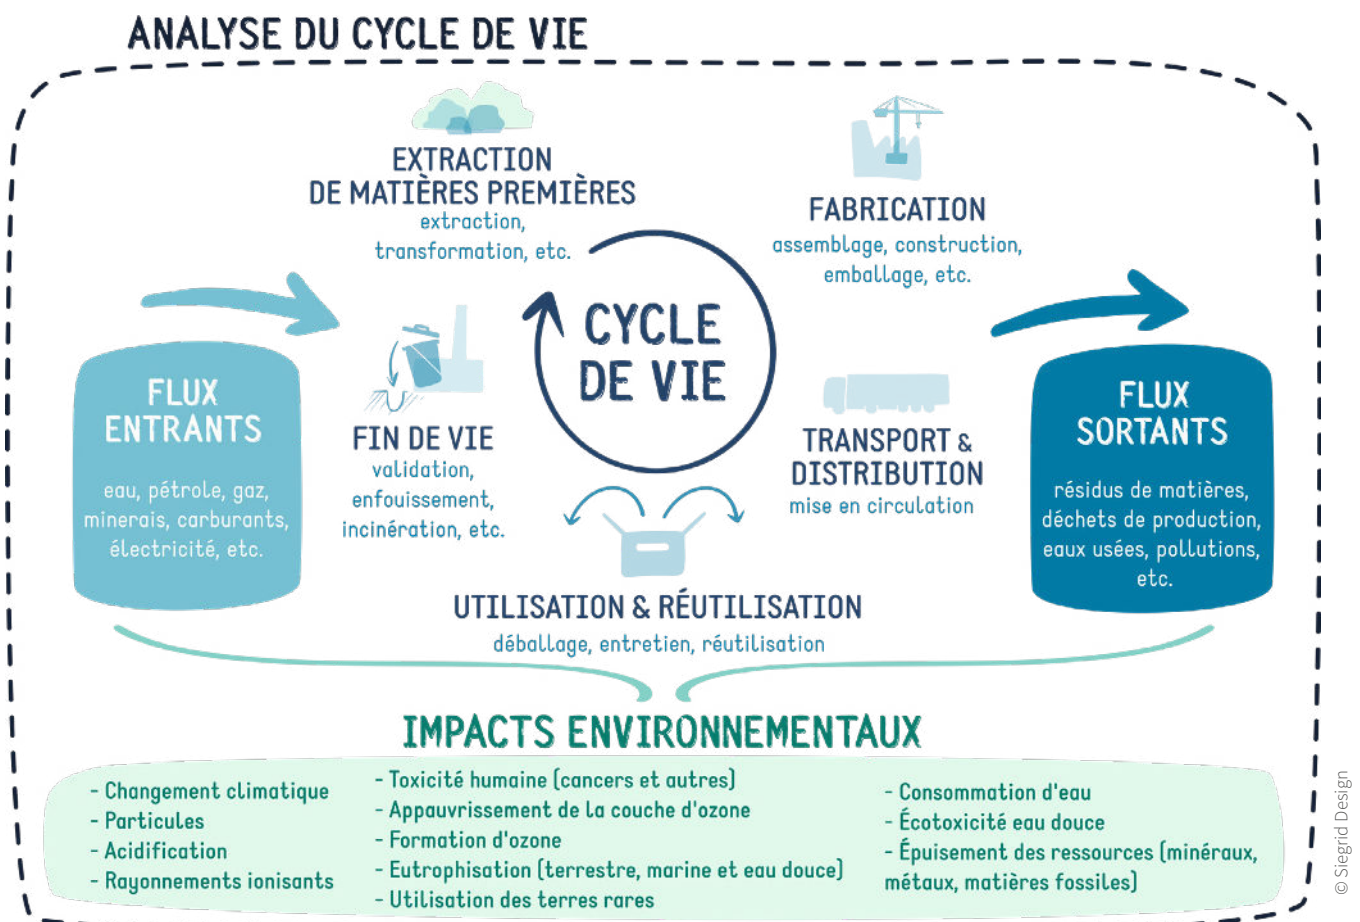 ANALYSE DU CYCLE DE VIE
EXTRACTION
DE MATIÈRES PREMIÈRES
extraction,
transformation, etc.
FABRICATION
assemblage, construction,
emballage, etc.
CYCLE
DE VIE
FLUX
ENTRANTS
eau, pétrole, gaz,
minerais, carburants,
électricité, etc.
FIN DE VIE
validation,
enfouissement,
incinération, etc.
TRANSPORT &
DISTRIBUTION
mise en circulation
FLUX
SORTANTS
résidus de matières,
déchets de production,
eaux usées, pollutions,
etc.
UTILISATION & RÉUTILISATION
déballage, entretien, réutilisation
IMPACTS ENVIRONNEMENTAUX
- Changement climatique
- Particules
- Acidification
- Rayonnements ionisants
- Toxicité humaine (cancers et autres)
- Appauvrissement de la couche d'ozone
- Formation d'ozone
- Eutrophisation (terrestre, marine et eau douce)
- Utilisation des terres rares
- Consommation d'eau
- Écotoxicité eau douce
- Épuisement des ressources (minéraux,
métaux, matières fossiles)
© Siegrid Design